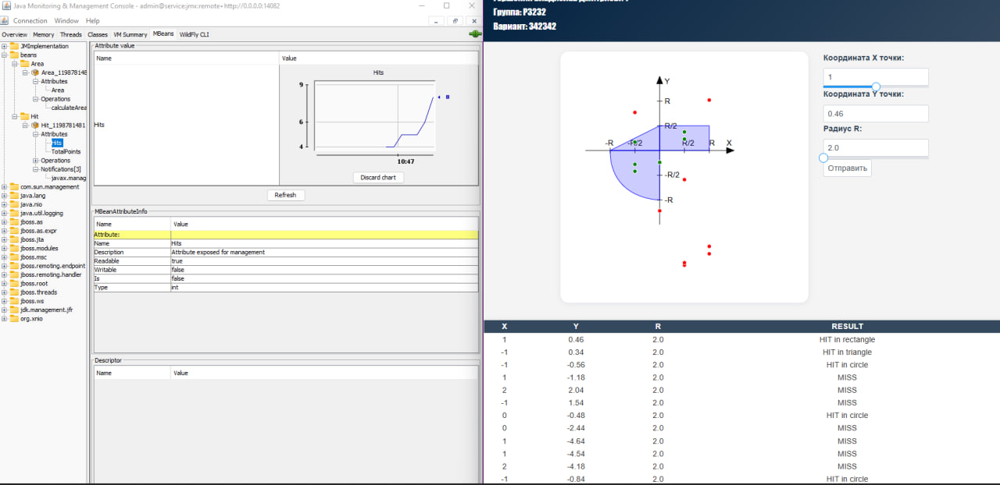 Java Monitoring & Management Console - admin@service:jmx:remote+http://0.0.0.0:14082
Connection Window Help
Overview Memory Threads Classes VM Summary MBeans WildFly CLI
JMImplementation
beans
Area
Area_119878148
Attributes
Area
Operations
calculateArea
Hit
Hit_1198781481
Attributes
Hits
TotalPoints
Operations
Notifications[3]
javax.manag
com.sun.management
java.lang
java.nio
java.util.logging
jboss.as
jboss.as.expr
jboss.jta
jboss.modules
jboss.msc
jboss.remoting.endpoint
jboss.remoting.handler
jboss.root
jboss.threads
jboss.ws
jdk.management.jfr
org.xnio
Attribute value
Name Value
Hits
Hits
9
6
4
8
10:47
Discard chart
Refresh
MBeanAttributeInfo
Name Value
Attribute:
Name Hits
Description Attribute exposed for management
Readable true
Writable false
Is false
Type int
Descriptor
Name Value
Группа: P3232
Вариант: 342342
Y
R
R/2
-R -R/2 R/2 R X
-R/2
-R
Координата X точки:
1
Координата Y точки:
0.46
Радиус R:
2.0
Отправить
X Y R RESULT
1 0.46 2.0 HIT in rectangle
-1 0.34 2.0 HIT in triangle
-1 -0.56 2.0 HIT in circle
1 -1.18 2.0 MISS
2 2.04 2.0 MISS
-1 1.54 2.0 MISS
0 -0.48 2.0 HIT in circle
0 -2.44 2.0 MISS
1 -4.64 2.0 MISS
1 -4.54 2.0 MISS
2 -4.18 2.0 MISS
-1 -0.84 2.0 HIT in circle